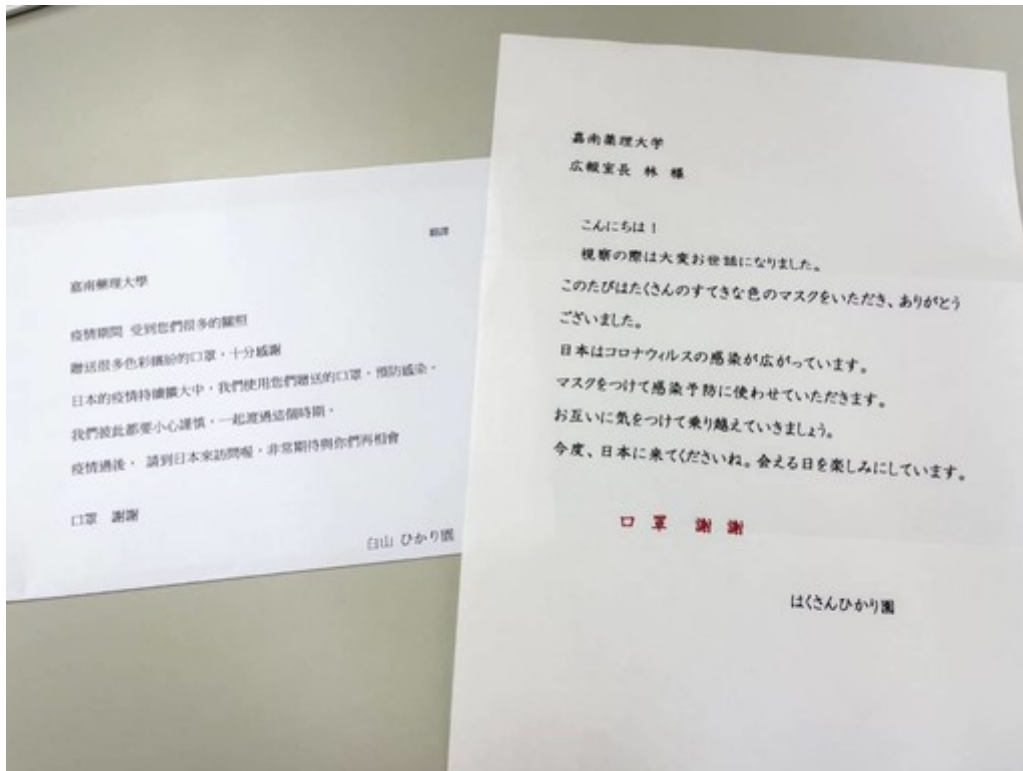 翻譯
嘉南藥理大學
疫情期間 受到您們很多的關照
贈送很多色彩繽紛的口罩，十分感謝
日本的疫情持續擴大中，我們使用您們贈送的口罩，預防感染。
我們彼此都要小心謹慎，一起渡過這個時期。
疫情過後， 請到日本來訪問喔，非常期待與你們再相會
口罩 謝謝
白山 ひかり園
嘉南薬理大学
広報室長 林 様
こんにちは！
視察の際は大変お世話になりました。
このたびはたくさんのすてきな色のマスクをいただき、ありがとう
ございました。
日本はコロナウィルスの感染が広がっています。
マスクをつけて感染予防に使わせていただきます。
お互いに気をつけて乗り越えていきましょう。
今度、日本に来てくださいね。会える日を楽しみにしています。
口罩 謝謝
はくさんひかり園